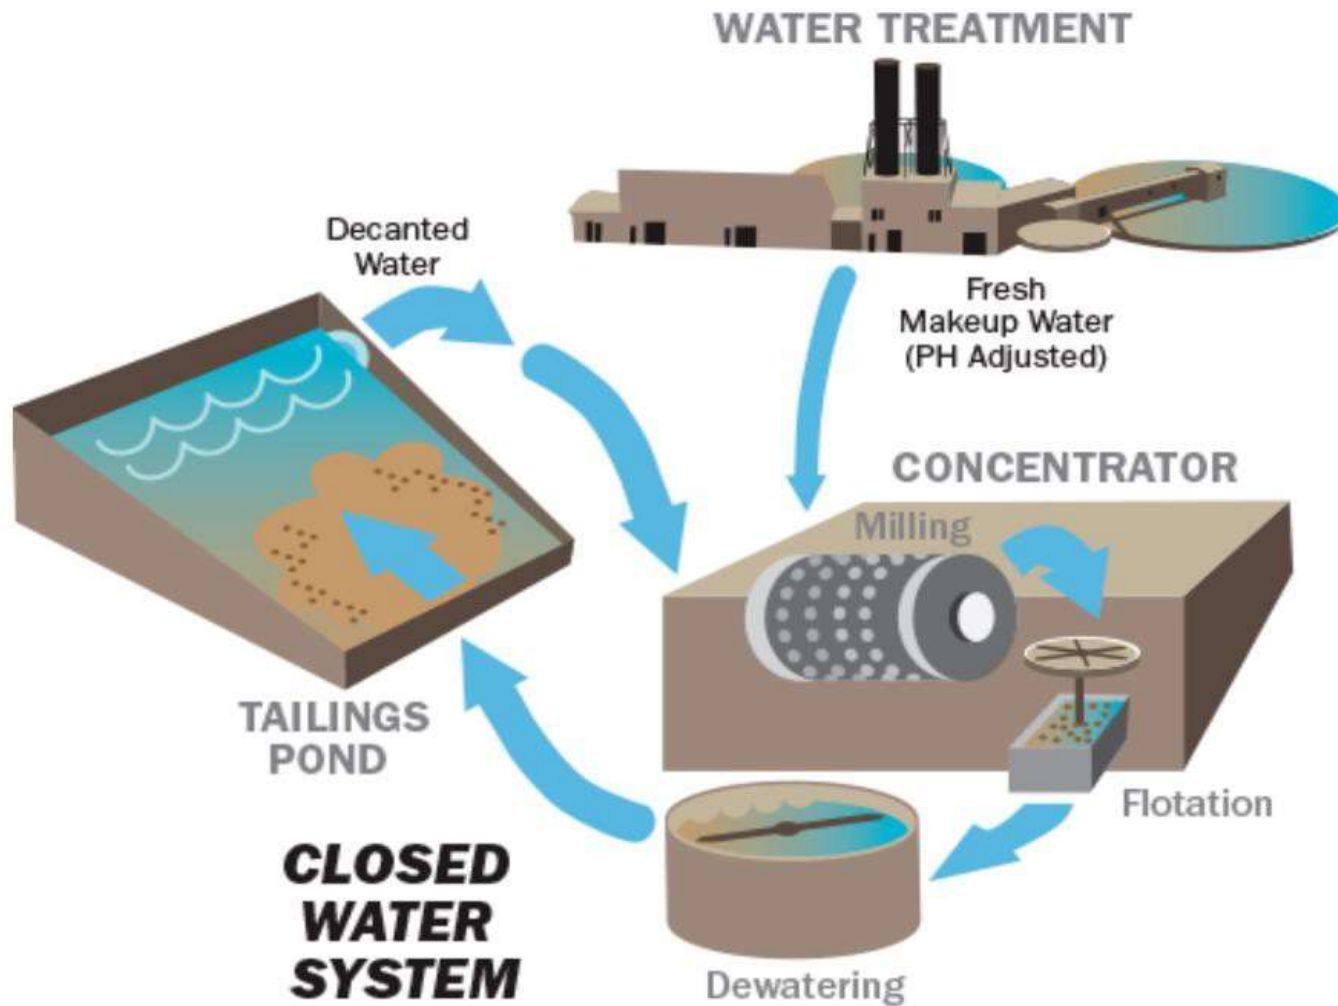 WATER TREATMENT
Decanted
Water
Fresh
Makeup Water
(PH Adjusted)
CONCENTRATOR
Milling
TAILINGS
POND
Flotation
CLOSED
WATER
SYSTEM
Dewatering